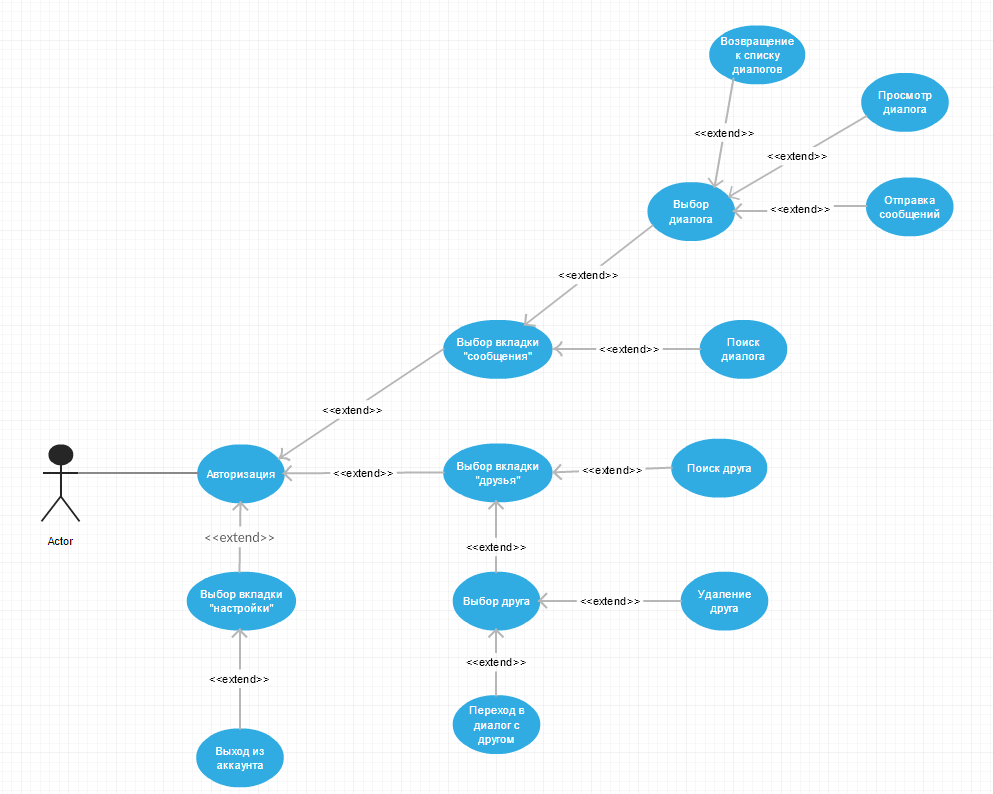 Возвращение
к списку
диалогов
Просмотр
диалога
<<extend>>
<<extend>>
Выбор
диалога
<<extend>>
Отправка
сообщений
<<extend>>
Выбор вкладки
"сообщения"
<<extend>>
Поиск
диалога
<<extend>>
Actor
Авторизация
<<extend>>
Выбор вкладки
"друзья"
<<extend>>
Поиск друга
<<extend>>
<<extend>>
Выбор вкладки
"настройки"
Выбор друга
<<extend>>
Удаление
друга
<<extend>>
<<extend>>
Выход из
аккаунта
Переход в
диалог с
другом